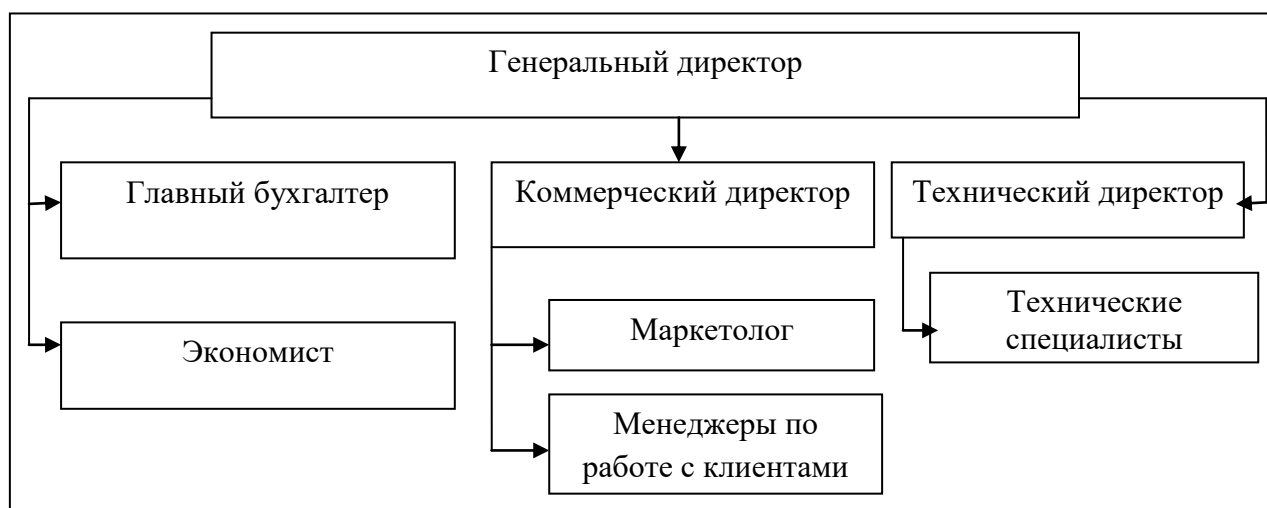 Генеральный директор
Главный бухгалтер
Коммерческий директор
Технический директор
Экономист
Маркетолог
Технические
специалисты
Менеджеры по
работе с клиентами